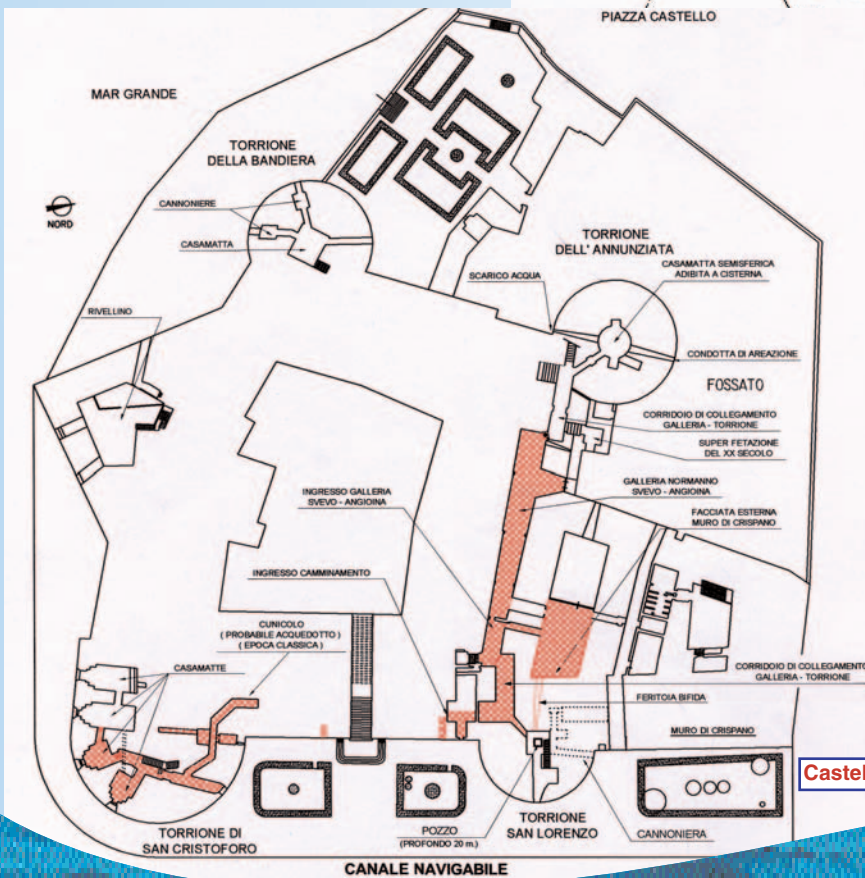 PIAZZA CASTELLO
MAR GRANDE
TORRIONE
DELLA BANDIERA
CANNONIERE
NORD
CASAMATTA
TORRIONE
DELL' ANNUNZIATA
SCARICO ACQUA
CASAMATTA SEMISFERICA
ADIBITA A CISTERNA
RIVELLINO
CONDOTTA DI AREAZIONE
FOSSATO
CORRIDOIO DI COLLEGAMENTO
GALLERIA - TORRIONE
SUPER FETAZIONE
DEL XX SECOLO
INGRESSO GALLERIA
SVEVO - ANGIOINA
GALLERIA NORMANNO
SVEVO - ANGIOINA
FACCIATA ESTERNA
MURO DI CRISPANO
INGRESSO CAMMINAMENTO
CUNICOLO
( PROBABILE ACQUEDOTTO )
( EPOCA CLASSICA )
CASAMATTE
CORRIDOIO DI COLLEGAMENTO
GALLERIA - TORRIONE
FERITOIA BIFIDA
MURO DI CRISPANO
Castel
TORRIONE DI
SAN CRISTOFORO
POZZO
(PROFONDO 20 m.)
TORRIONE
SAN LORENZO
CANNONIERA
CANALE NAVIGABILE